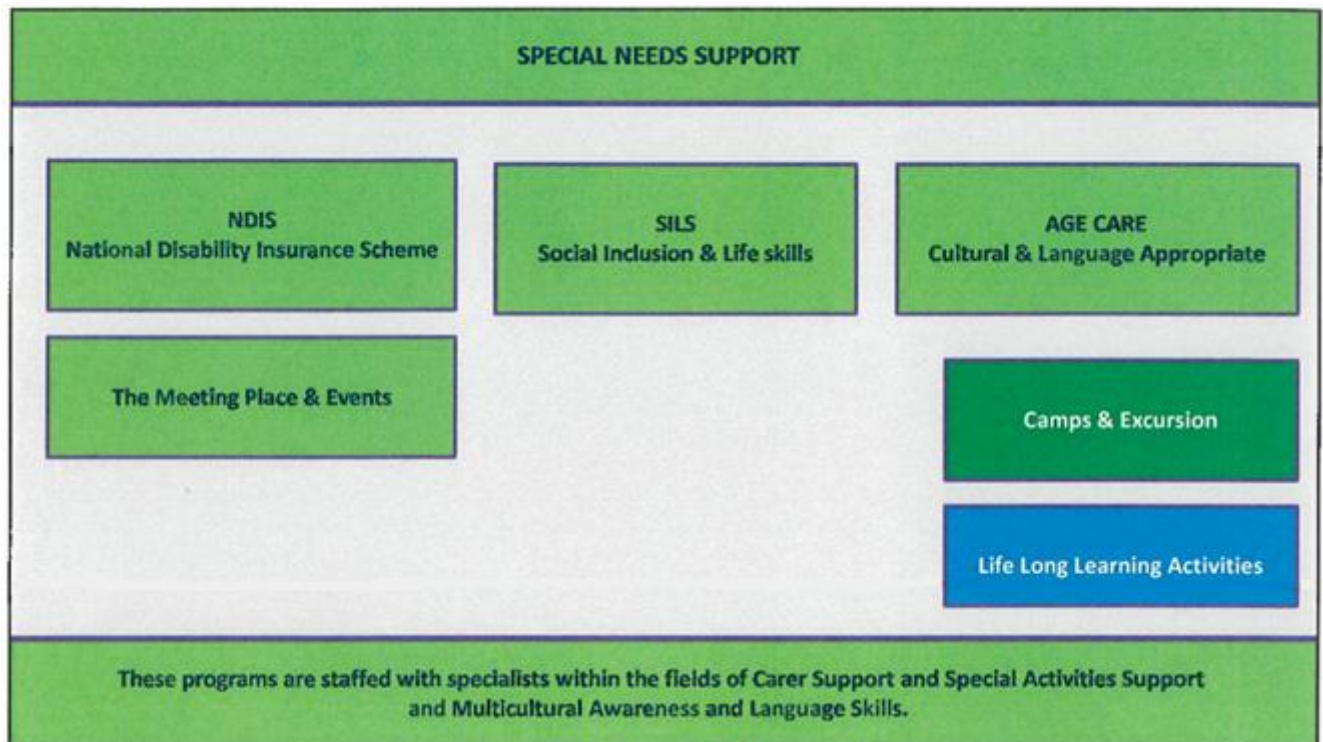 SPECIAL NEEDS SUPPORT
NDIS
National Disability Insurance Scheme
SILS
Social Inclusion & Life skills
AGE CARE
Cultural & Language Appropriate
The Meeting Place & Events
Camps & Excursion
Life Long Learning Activities
These programs are staffed with specialists within the fields of Carer Support and Special Activities Support
and Multicultural Awareness and Language Skills.